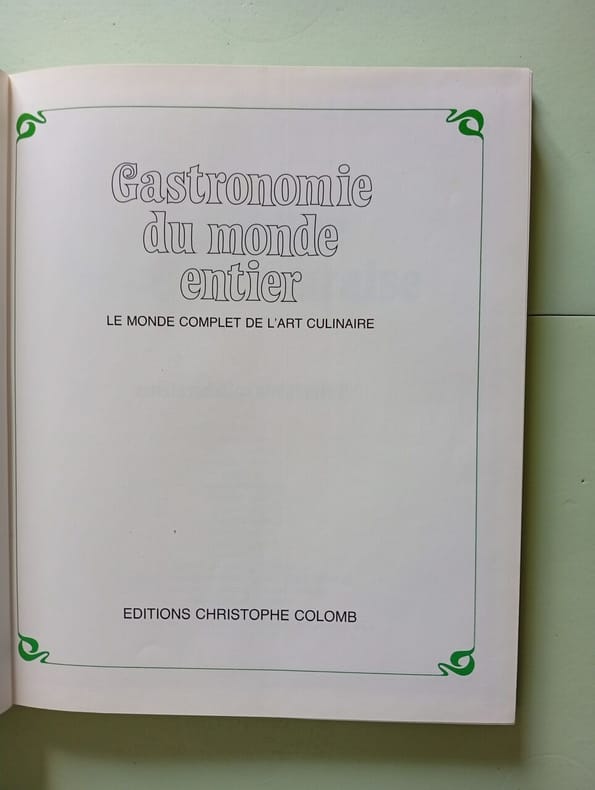 Gastronomie
du monde
entier
LE MONDE COMPLET DE L'ART CULINAIRE
EDITIONS CHRISTOPHE COLOMB